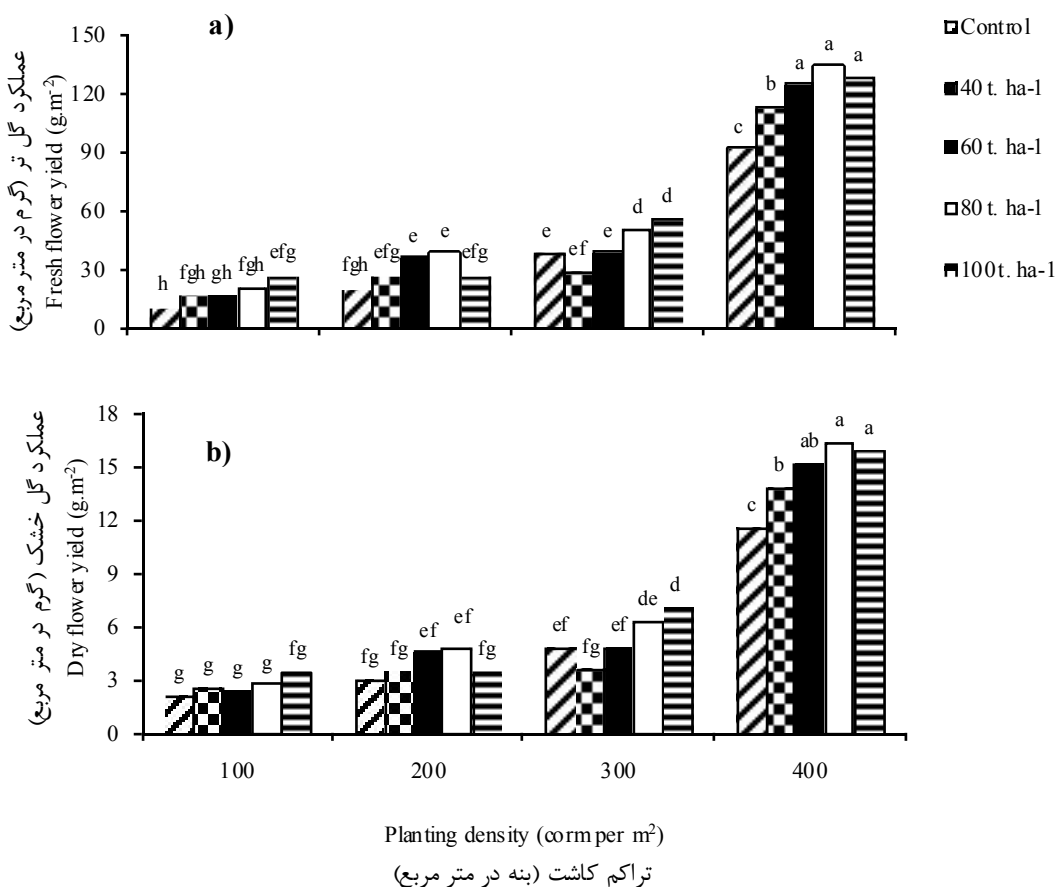 a)
عملکرد گل تر (گرم در متر مربع)
Fresh flower yield (g.m-2)
150
120
90
60
30
0
h fgh gh fgh efg
fgh efg e e efg
e ef e d d
c b a a a
Control
40 t. ha-1
60 t. ha-1
80 t. ha-1
100 t. ha-1
b)
عملکرد گل خشک (گرم در متر مربع)
Dry flower yield (g.m-2)
18
15
12
9
6
3
0
g g g g fg
fg fg ef ef fg
ef fg ef de d
c b ab a a
100 200 300 400
Planting density (corm per m2)
تراکم کاشت (بنه در متر مربع)